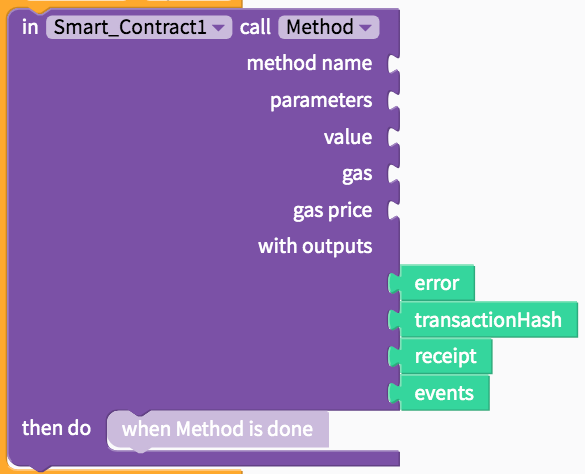 in Smart_Contract1 call Method
method name
parameters
value
gas
gas price
with outputs
error
transactionHash
receipt
events
then do when Method is done